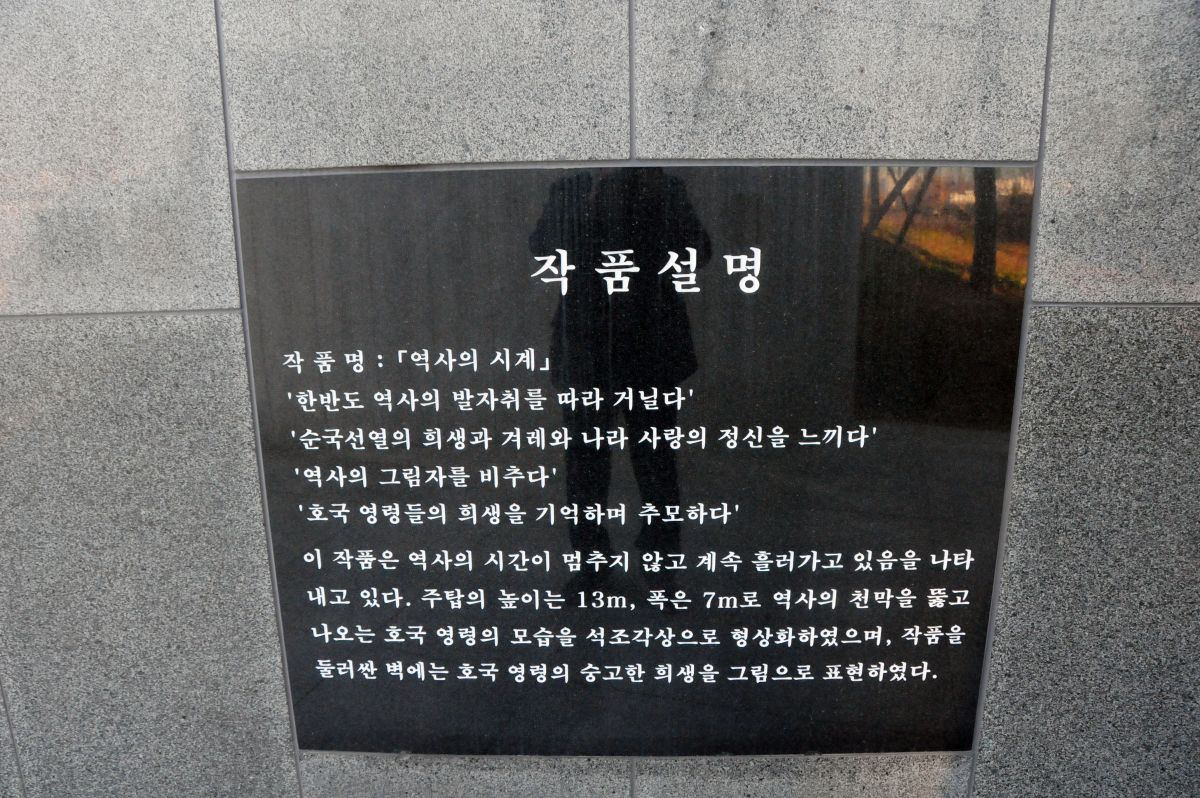 작품설명
작 품 명 : 「역사의 시계」
'한반도 역사의 발자취를 따라 거닐다'
'순국선열의 희생과 겨레와 나라 사랑의 정신을 느끼다'
'역사의 그림자를 비추다'
'호국 영령들의 희생을 기억하며 추모하다'
이 작품은 역사의 시간이 멈추지 않고 계속 흘러가고 있음을 나타
내고 있다. 주탑의 높이는 13m, 폭은 7m로 역사의 천막을 뚫고
나오는 호국 영령의 모습을 석조각상으로 형상화하였으며, 작품을
둘러싼 벽에는 호국 영령의 숭고한 희생을 그림으로 표현하였다.